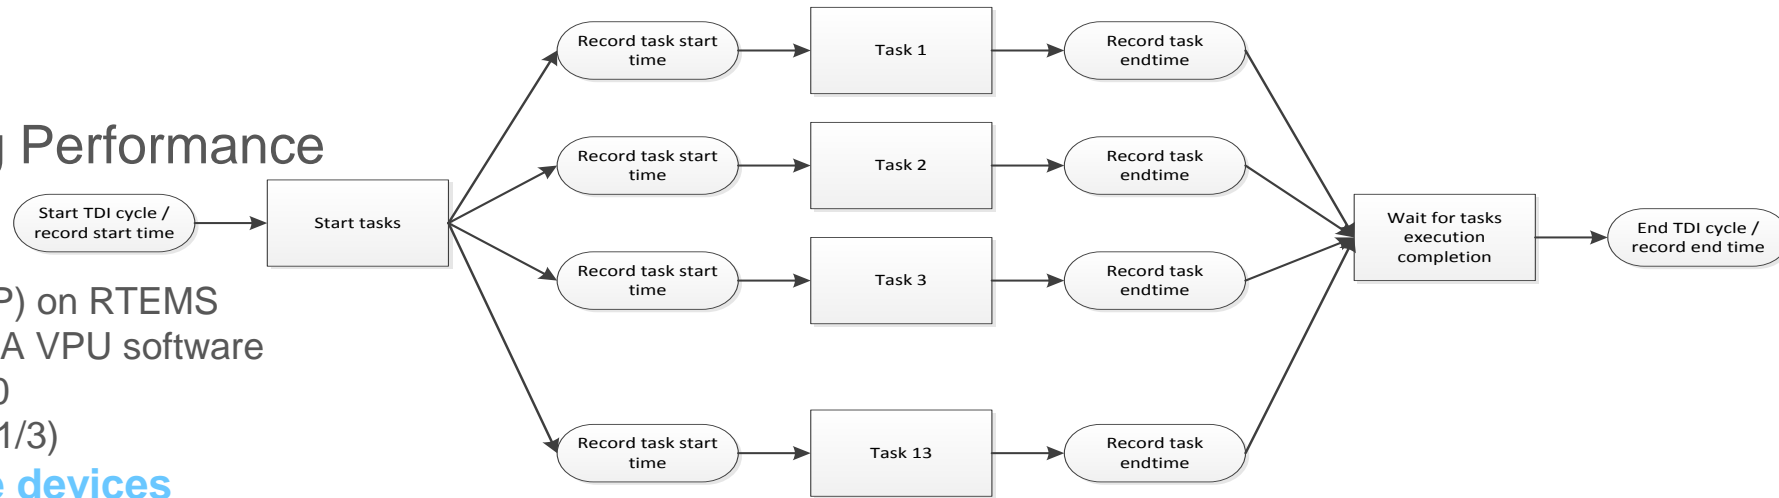 g Performance
P) on RTEMS
A VPU software
0
1/3)
e devices
Start TDI cycle /
record start time
Start tasks
Record task start
time
Task 1
Record task
endtime
Record task start
time
Task 2
Record task
endtime
Record task start
time
Task 3
Record task
endtime
Record task start
time
Task 13
Record task
endtime
Wait for tasks
execution
completion
End TDI cycle /
record end time